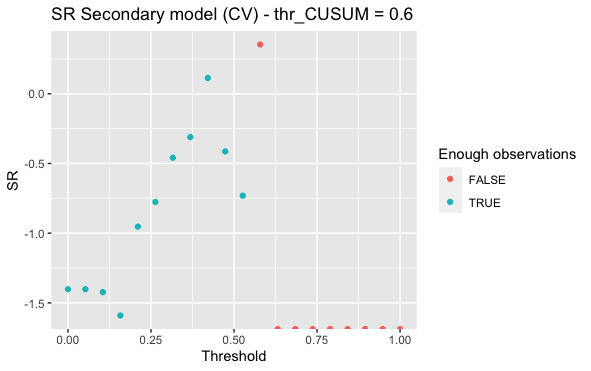 SR Secondary model (CV) - thr_CUSUM = 0.6
0.0
-0.5
-1.0
-1.5
SR
0.00 0.25 0.50 0.75 1.00
Threshold
Enough observations
FALSE
TRUE